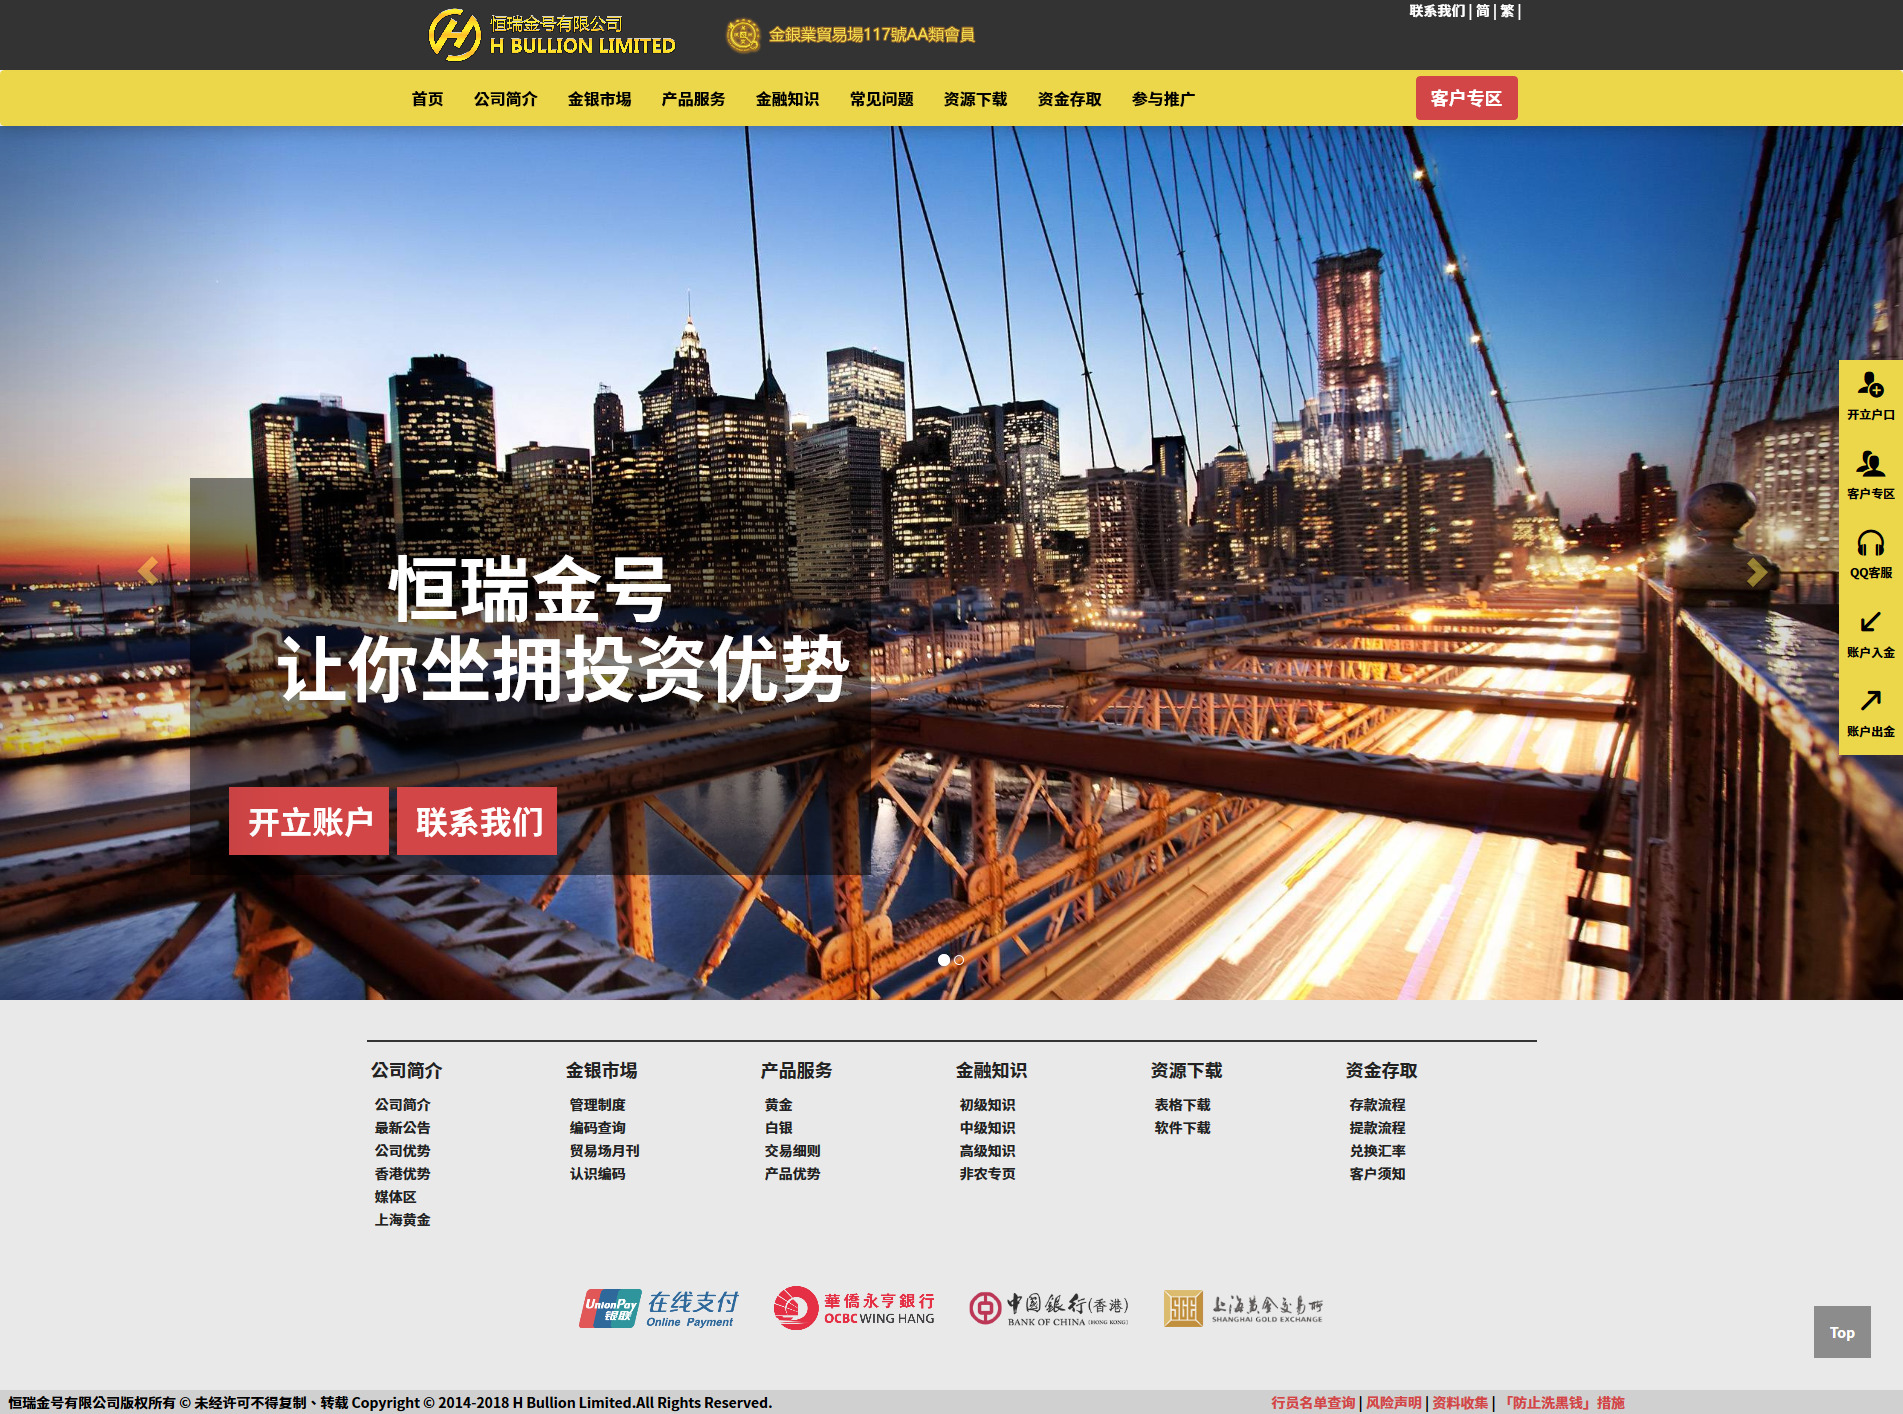 恒瑞金号有限公司
H BULLION LIMITED
金銀業貿易場117號AA類會員
联系我们 | 简 | 繁 |
首页 公司简介 金银市场 产品服务 金融知识 常见问题 资源下载 资金存取 参与推广
客户专区
开立户口
客户专区
QQ客服
账户入金
账户出金
恒瑞金号
让你坐拥投资优势
开立账户 联系我们
公司简介
公司简介
最新公告
公司优势
香港优势
媒体区
上海黄金
金银市场
管理制度
编码查询
贸易场月刊
认识编码
产品服务
黄金
白银
交易细则
产品优势
金融知识
初级知识
中级知识
高级知识
非农专页
资源下载
表格下载
软件下载
资金存取
存款流程
提款流程
兑换汇率
客户须知
UnionPay
银联
在线支付
Online Payment
華僑永亨銀行
OCBC WING HANG
中国银行(香港)
BANK OF CHINA (HONG KONG)
SGE
上海黄金交易所
SHANGHAI GOLD EXCHANGE
Top
恒瑞金号有限公司版权所有 © 未经许可不得复制、转载 Copyright © 2014-2018 H Bullion Limited.All Rights Reserved.
行员名单查询 | 风险声明 | 资料收集 | 「防止洗黑钱」措施